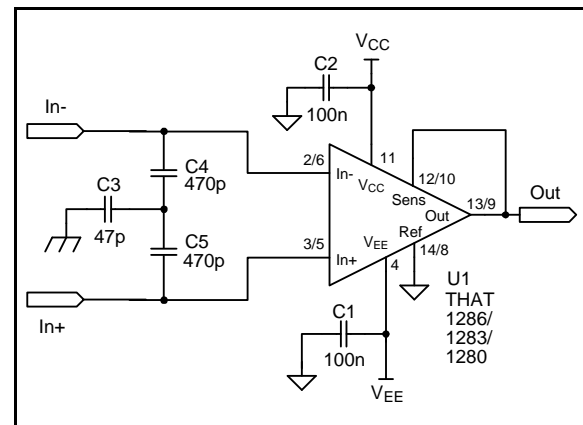 VCC
C2
100n
In-
11
2/6
In-
VCC
12/10
Sens
C4
470p
C3
47p
13/9
Out
Out
Ref
14/8
C5
470p
3/5
In+
VEE
4
In+
U1
THAT
1286/
1283/
1280
C1
100n
VEE